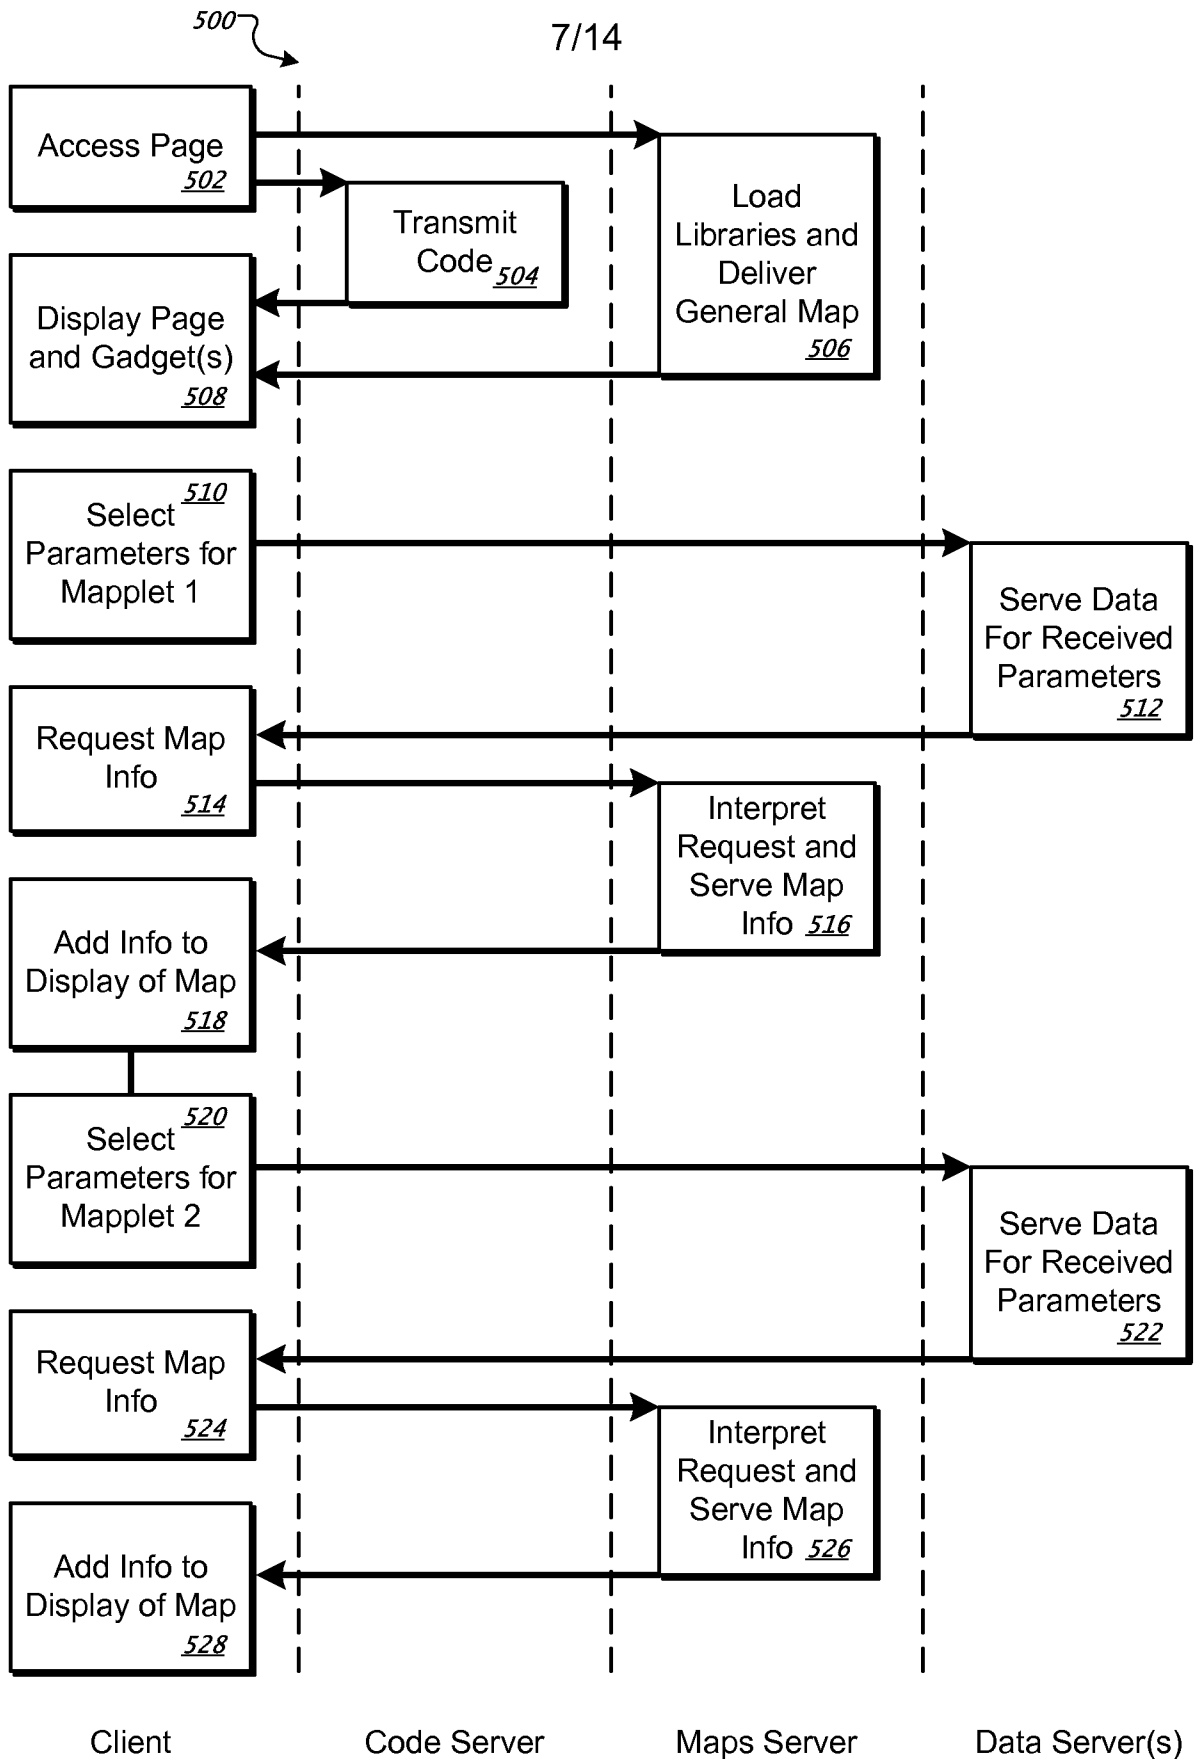 500
7/14
Access Page
502
Transmit
Code
504
Load
Libraries and
Deliver
General Map
506
Display Page
and Gadget(s)
508
510
Select
Parameters for
Mapplet 1
Serve Data
For Received
Parameters
512
Request Map
Info
514
Interpret
Request and
Serve Map
Info 516
Add Info to
Display of Map
518
520
Select
Parameters for
Mapplet 2
Serve Data
For Received
Parameters
522
Request Map
Info
524
Interpret
Request and
Serve Map
Info 526
Add Info to
Display of Map
528
Client
Code Server
Maps Server
Data Server(s)